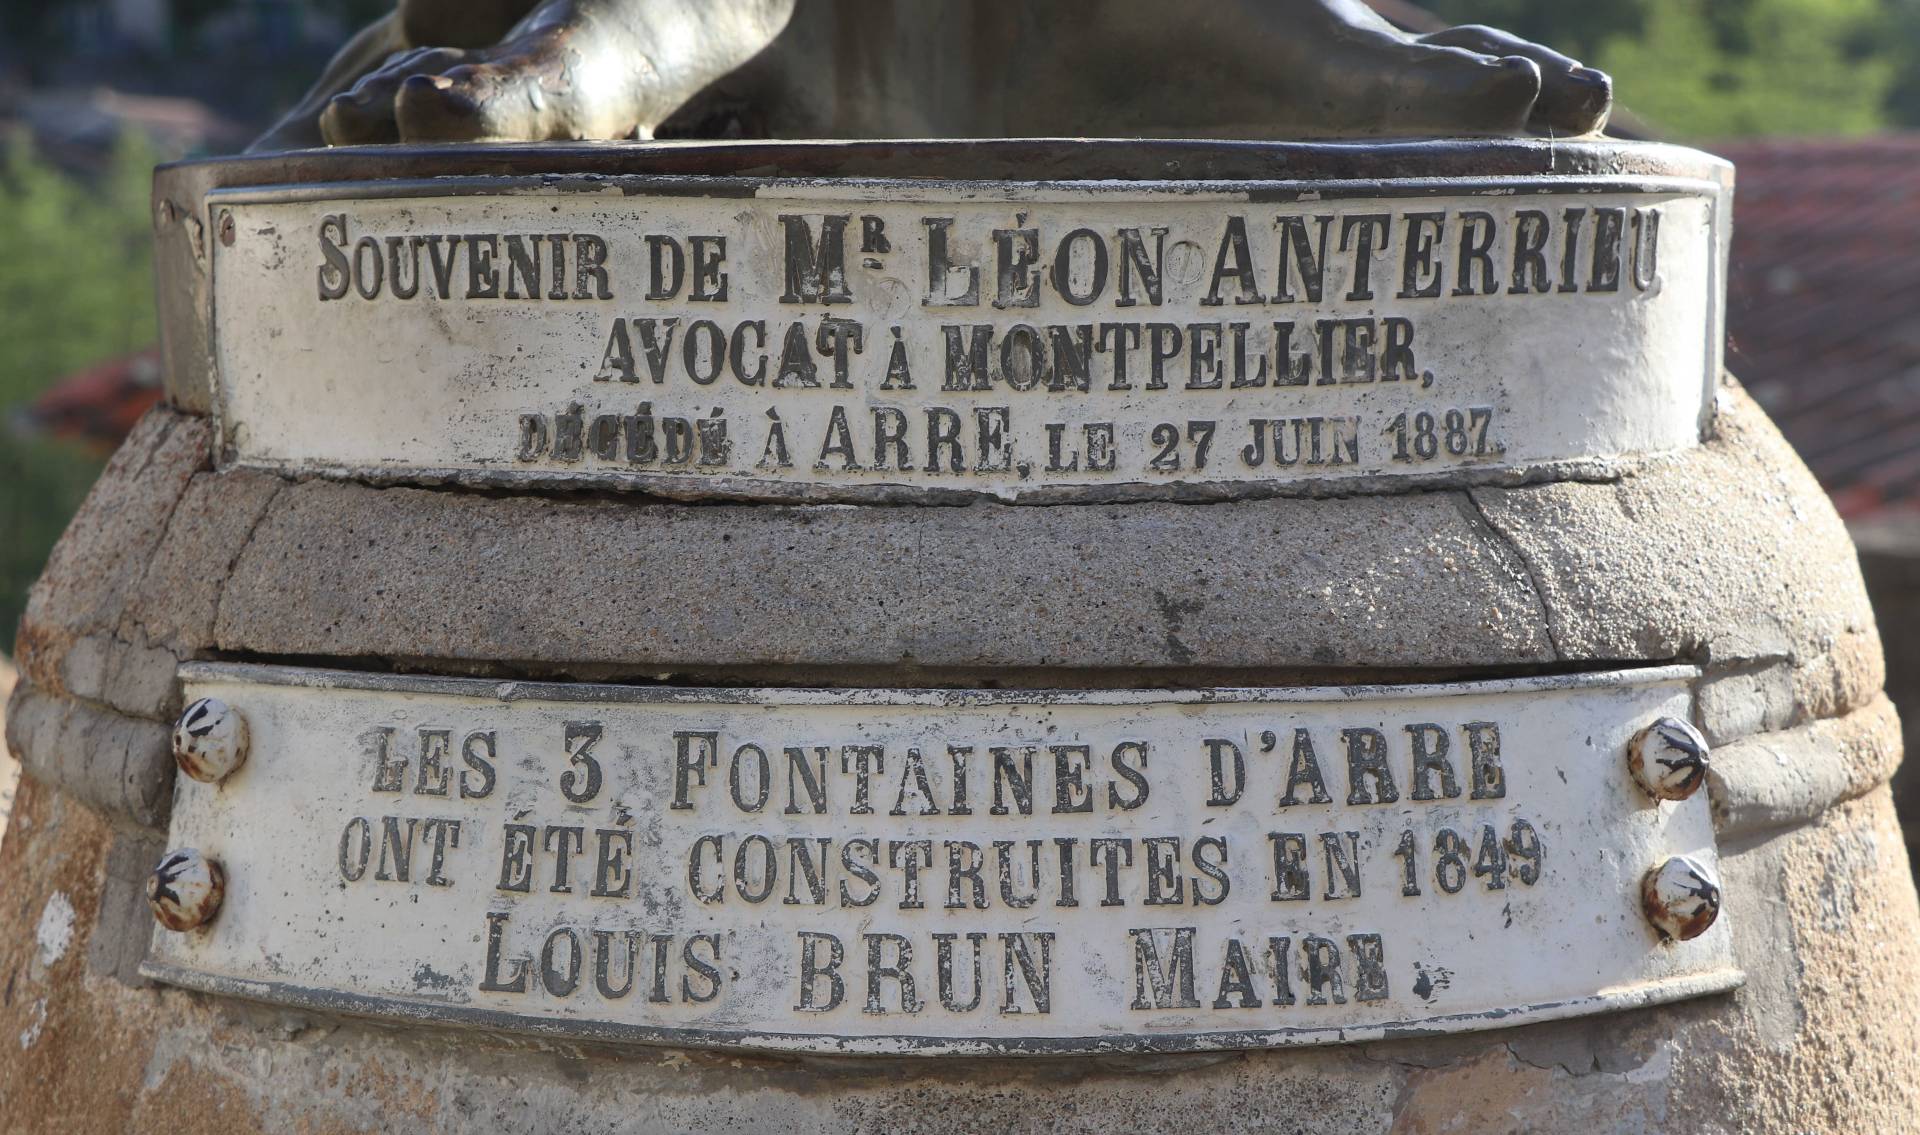 SOUVENIR DE MR LÉON ANTERRIEU
AVOCAT À MONTPELLIER,
DÉCÉDÉ À ARRE, LE 27 JUIN 1887.
LES 3 FONTAINES D'ARRE
ONT ÉTÉ CONSTRUITES EN 1849
LOUIS BRUN MAIRE